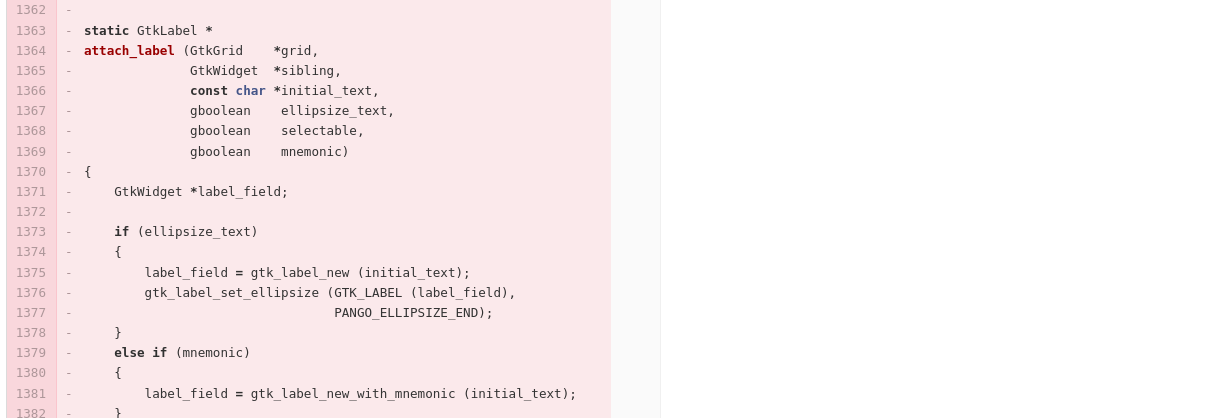 1362 -
1363 - static GtkLabel *
1364 - attach_label (GtkGrid    *grid,
1365 -               GtkWidget  *sibling,
1366 -               const char *initial_text,
1367 -               gboolean    ellipsize_text,
1368 -               gboolean    selectable,
1369 -               gboolean    mnemonic)
1370 - {
1371 -     GtkWidget *label_field;
1372 -
1373 -     if (ellipsize_text)
1374 -     {
1375 -         label_field = gtk_label_new (initial_text);
1376 -         gtk_label_set_ellipsize (GTK_LABEL (label_field),
1377 -                                  PANGO_ELLIPSIZE_END);
1378 -     }
1379 -     else if (mnemonic)
1380 -     {
1381 -         label_field = gtk_label_new_with_mnemonic (initial_text);
1382 -     }